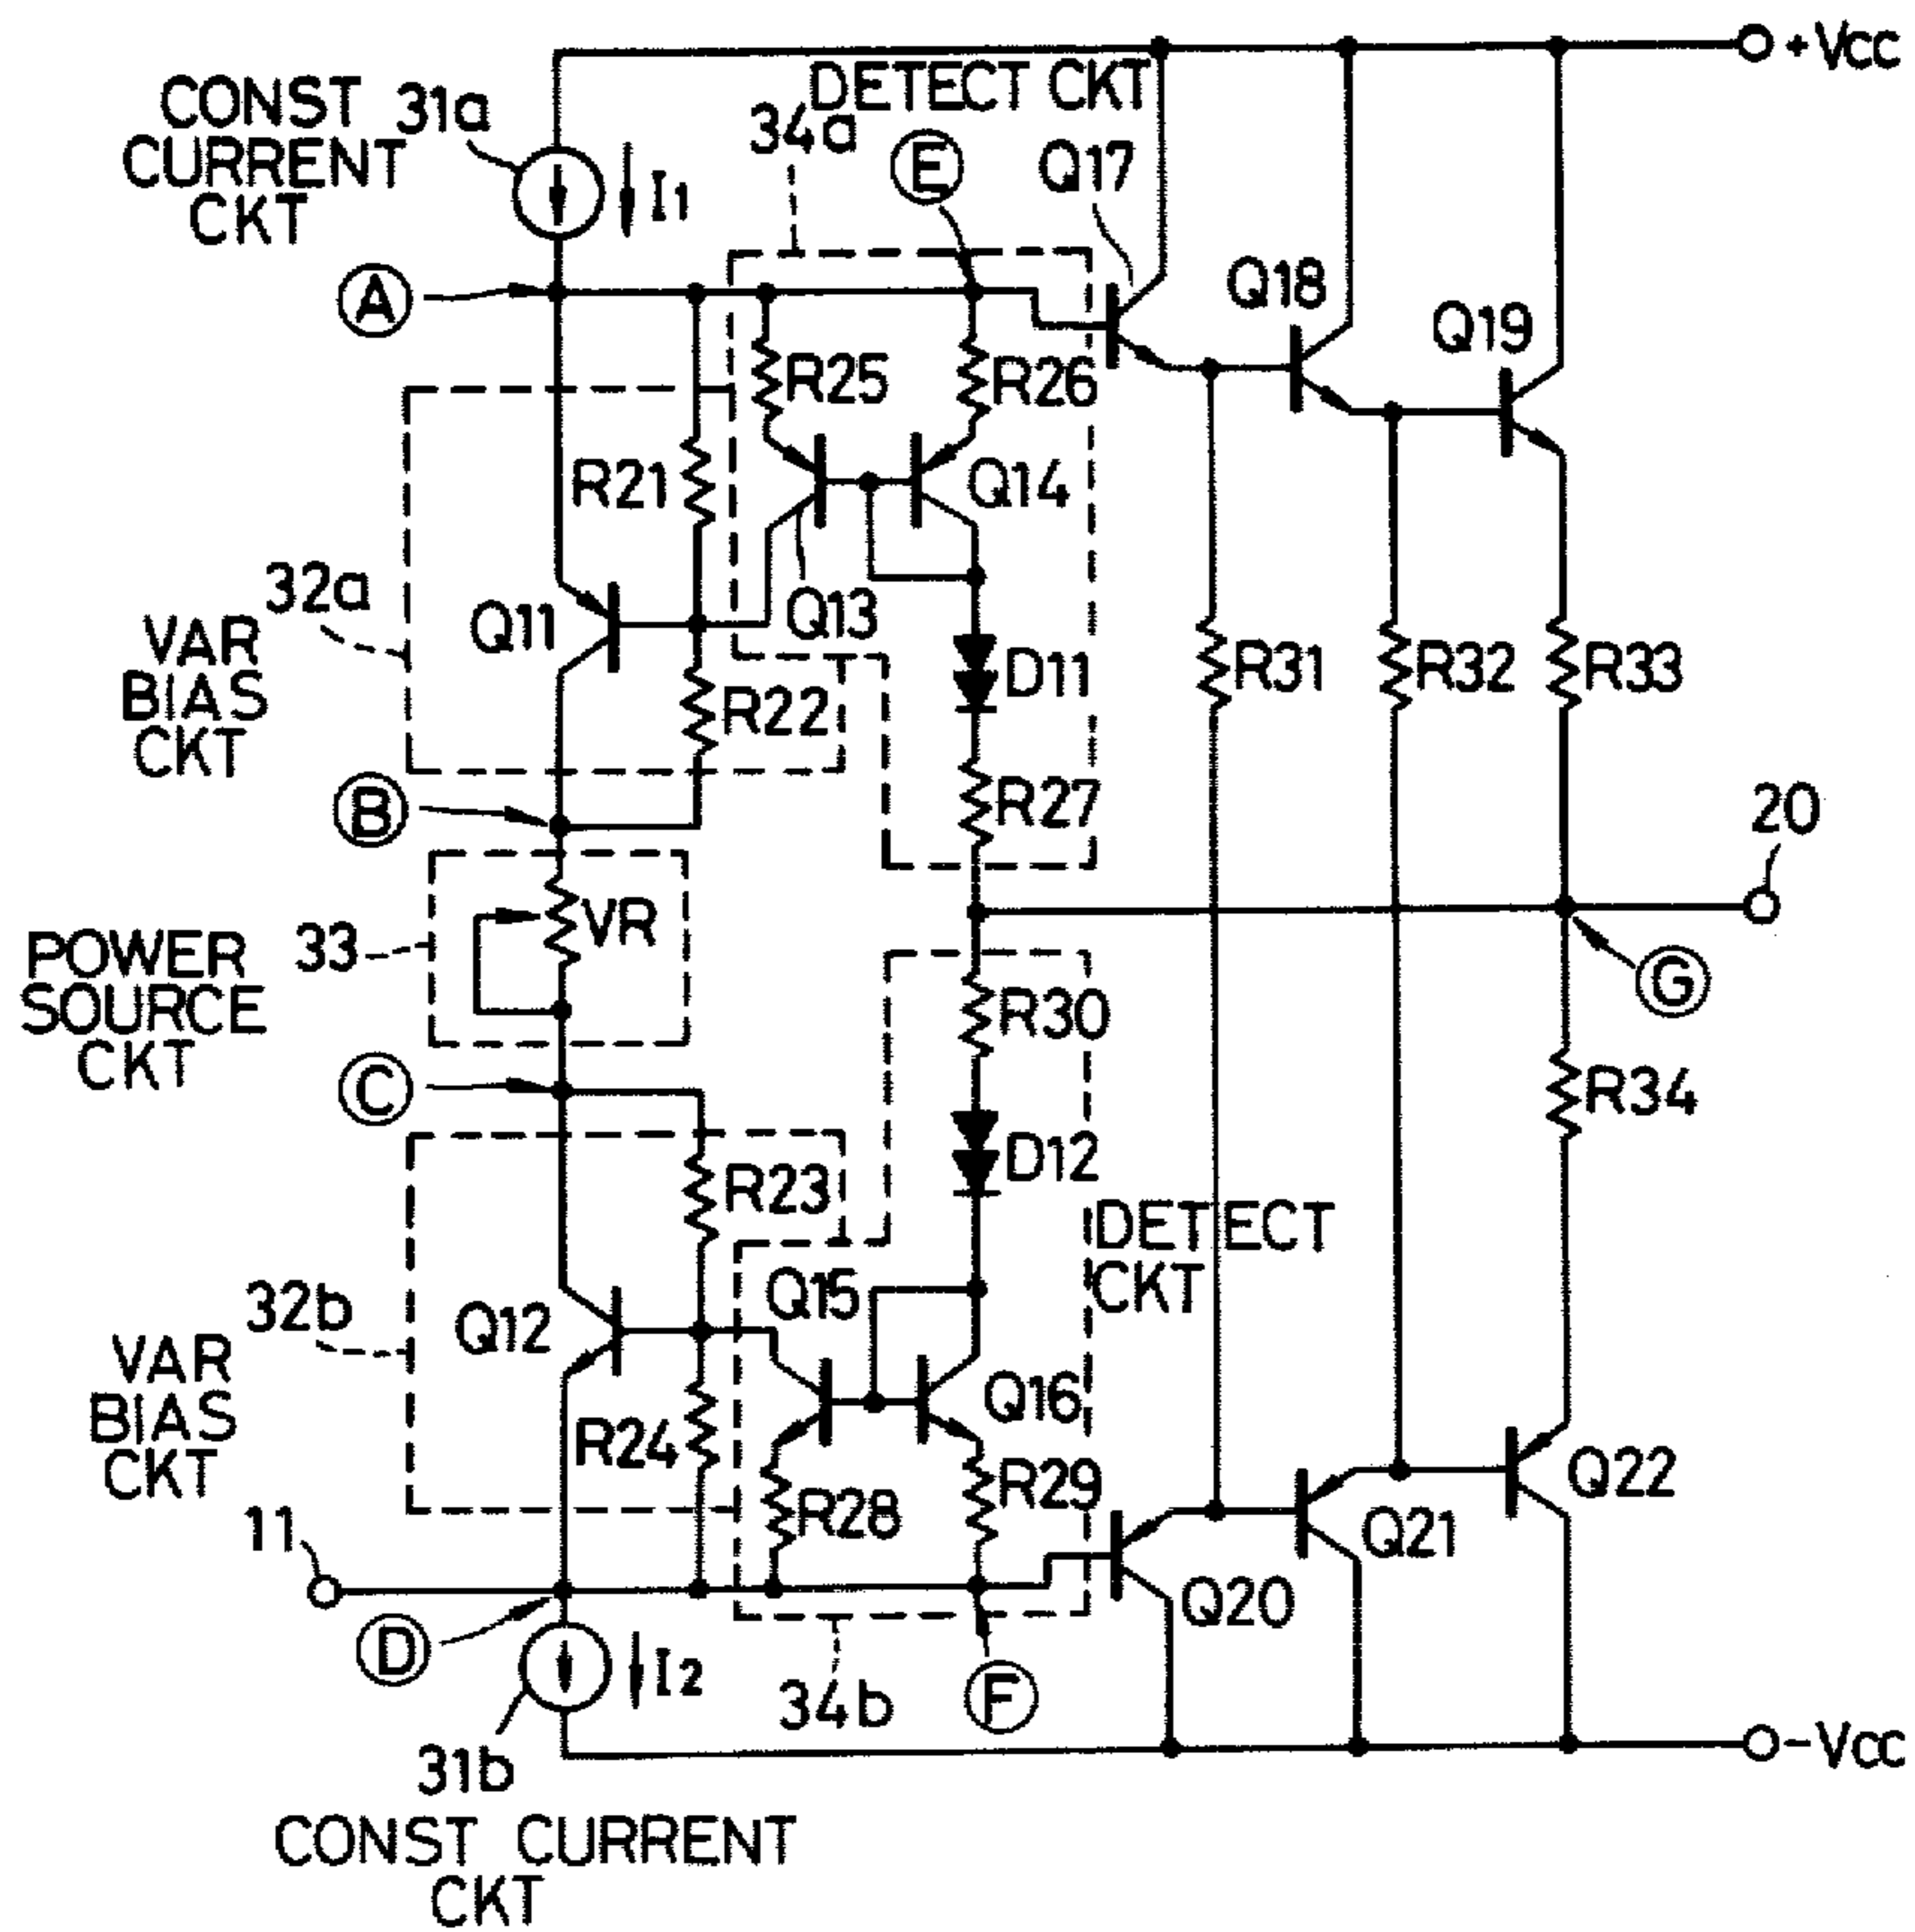 +Vcc
DETECT CKT
CONST
CURRENT
CKT
31a
34a
E
Q17
I1
A
Q18
Q19
R25
R26
R21
Q14
32a
Q11
Q13
VAR
BIAS
CKT
R22
D11
R31
R32
R33
B
R27
20
VR
33
POWER
SOURCE
CKT
G
R30
C
R34
D12
R23
DETECT
CKT
Q15
32b
Q12
VAR
BIAS
CKT
R24
Q16
Q22
R29
R28
11
Q21
Q20
D
I2
34b
F
-Vcc
31b
CONST CURRENT
CKT